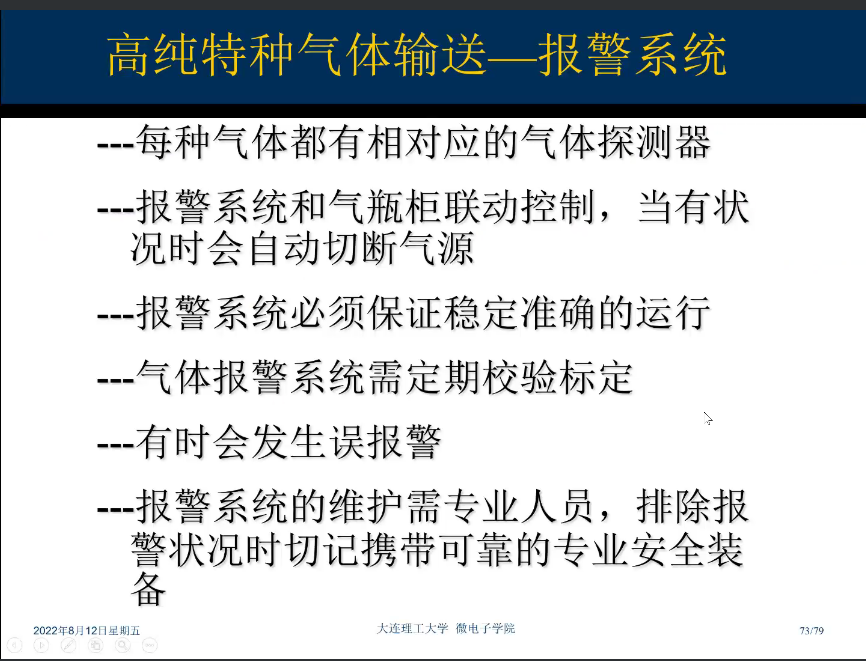 高纯特种气体输送—报警系统
---每种气体都有相对应的气体探测器
---报警系统和气瓶柜联动控制，当有状
况时会自动切断气源
---报警系统必须保证稳定准确的运行
---气体报警系统需定期校验标定
---有时会发生误报警
---报警系统的维护需专业人员，排除报
警状况时切记携带可靠的专业安全装
备
2022年8月12日星期五
大连理工大学 微电子学院
73/79